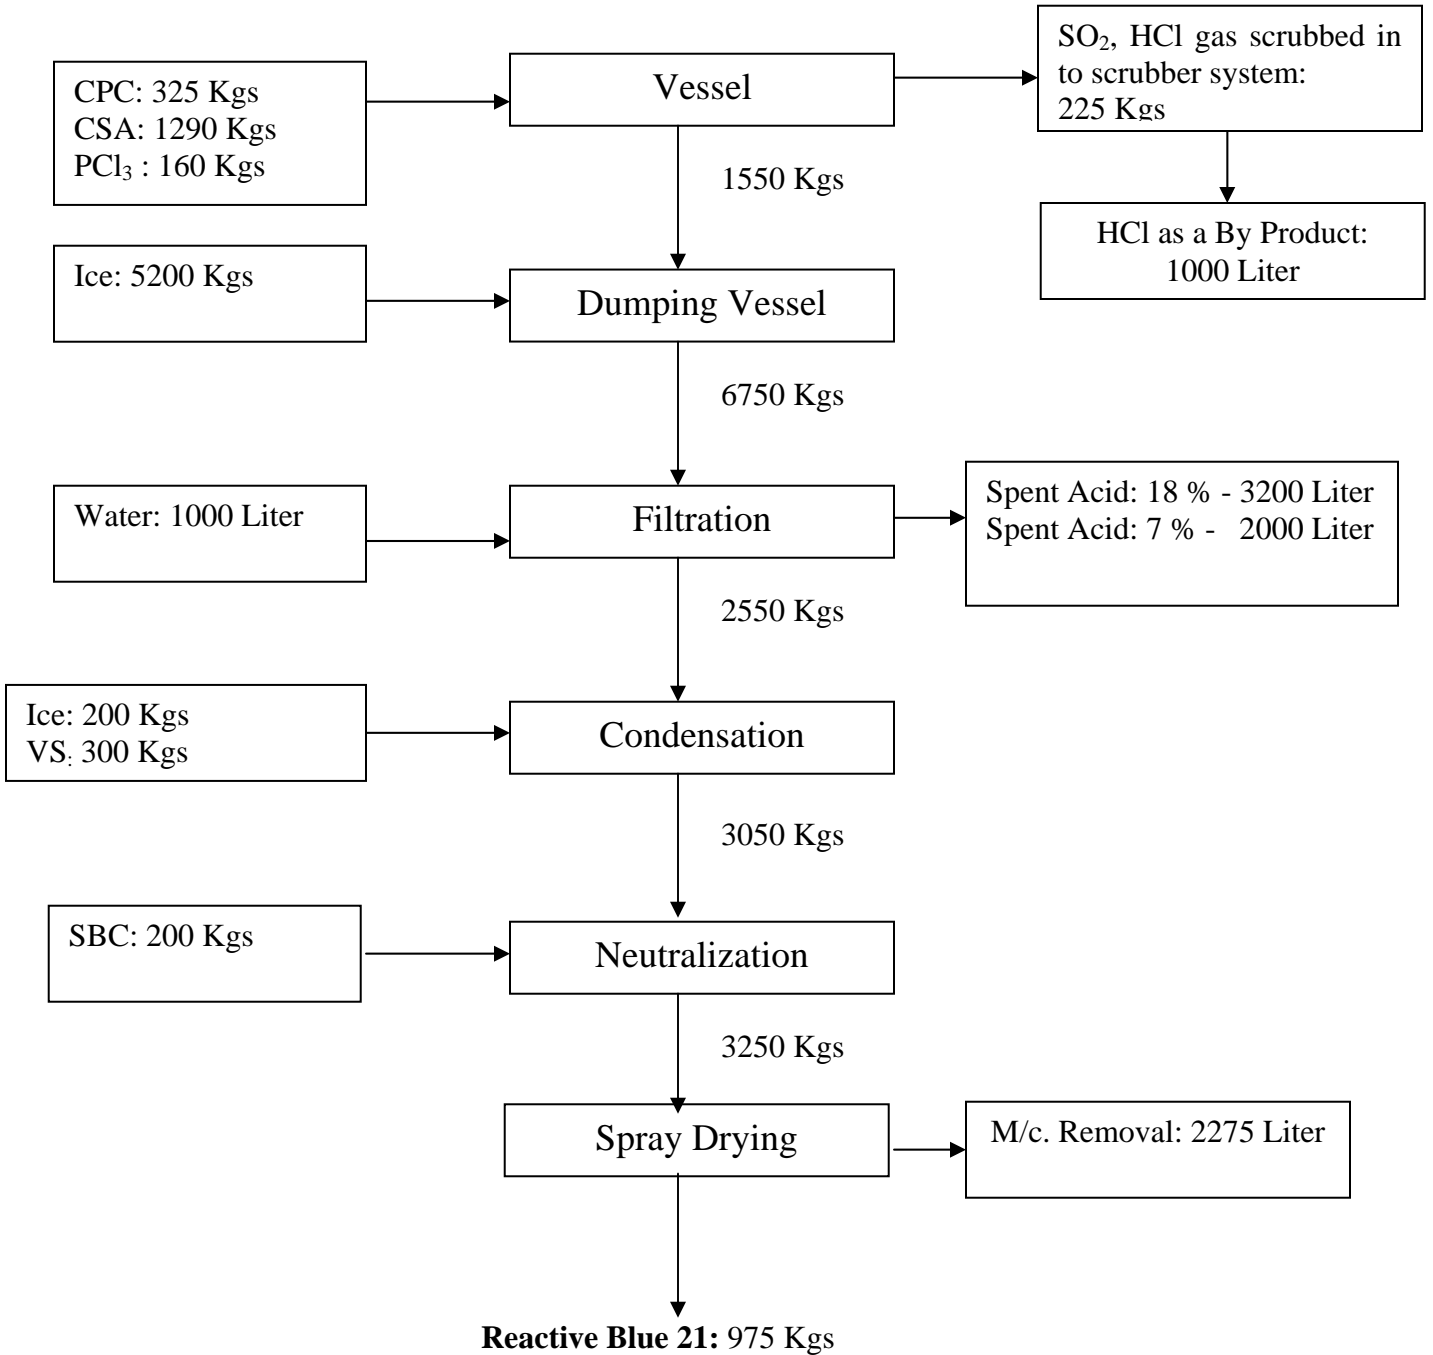 CPC: 325 Kgs
CSA: 1290 Kgs
PCl₃ : 160 Kgs
Vessel
SO₂, HCl gas scrubbed in
to scrubber system:
225 Kgs
1550 Kgs
HCl as a By Product:
1000 Liter
Ice: 5200 Kgs
Dumping Vessel
6750 Kgs
Water: 1000 Liter
Filtration
Spent Acid: 18 % - 3200 Liter
Spent Acid: 7 % - 2000 Liter
2550 Kgs
Ice: 200 Kgs
VS: 300 Kgs
Condensation
3050 Kgs
SBC: 200 Kgs
Neutralization
3250 Kgs
Spray Drying
M/c. Removal: 2275 Liter
Reactive Blue 21: 975 Kgs